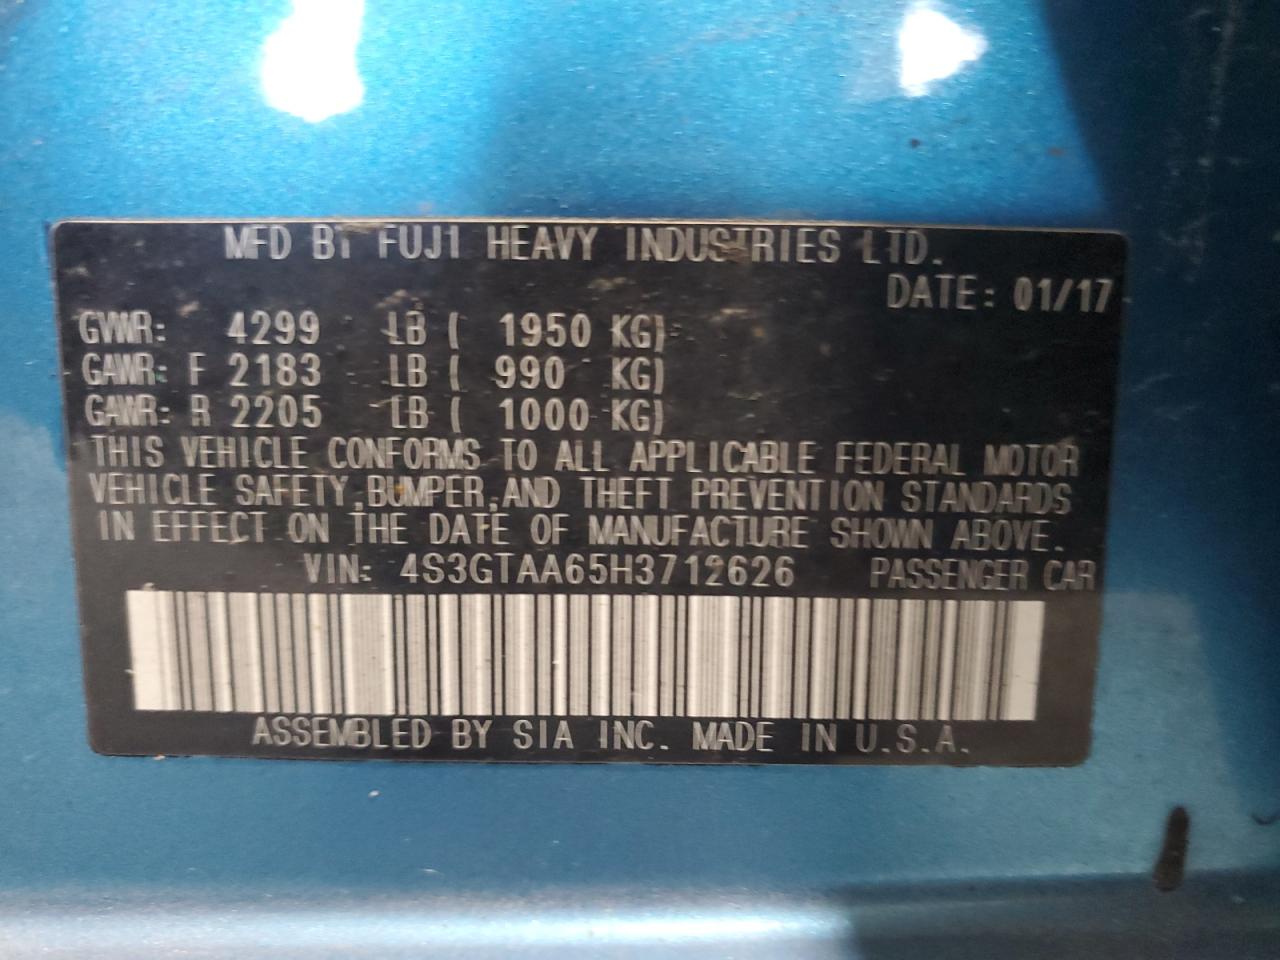 MFD BY FUJI HEAVY INDUSTRIES LTD.
DATE: 01/17
GVWR: 4299 LB ( 1950 KG)
GAWR: F 2183 LB ( 990 KG)
GAWR: R 2205 LB ( 1000 KG)
THIS VEHICLE CONFORMS TO ALL APPLICABLE FEDERAL MOTOR
VEHICLE SAFETY,BUMPER,AND THEFT PREVENTION STANDARDS
IN EFFECT ON THE DATE OF MANUFACTURE SHOWN ABOVE.
VIN: 4S3GTAA65H3712626 PASSENGER CAR
ASSEMBLED BY SIA INC. MADE IN U.S.A.